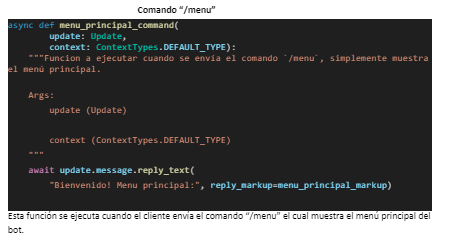 Comando “/menu”
async def menu_principal_command(
        update: Update,
        context: ContextTypes.DEFAULT_TYPE):
    """Funcion a ejecutar cuando se envía el comando `/menu`, simplemente muestra
el menú principal.
    Args:
        update (Update)
        context (ContextTypes.DEFAULT_TYPE)
    """
    await update.message.reply_text(
        "Bienvenido! Menu principal:", reply_markup=menu_principal_markup)
Esta función se ejecuta cuando el cliente envía el comando “/menu” el cual muestra el menú principal del
bot.